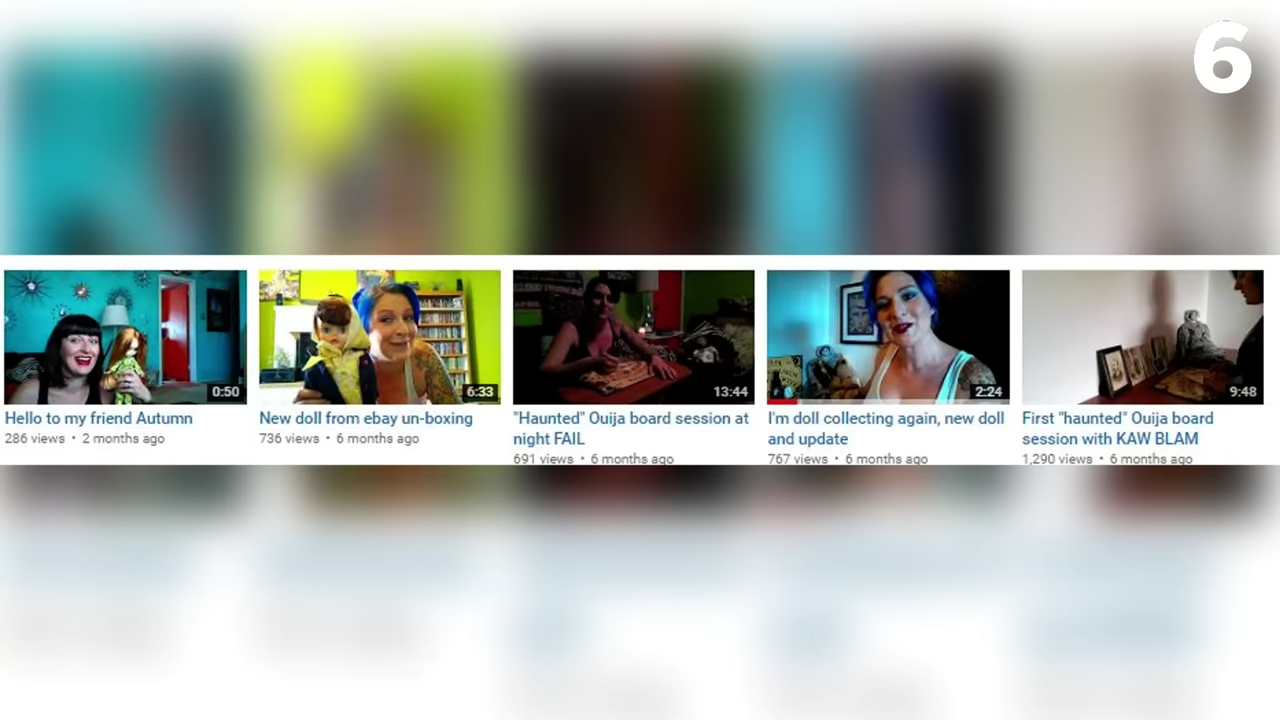 6
0:50
6:33
13:44
2:24
9:48
Hello to my friend Autumn
286 views • 2 months ago
New doll from ebay un-boxing
736 views • 6 months ago
"Haunted" Ouija board session at
night FAIL
691 views • 6 months ago
I'm doll collecting again, new doll
and update
767 views • 6 months ago
First "haunted" Ouija board
session with KAW BLAM
1,290 views • 6 months ago